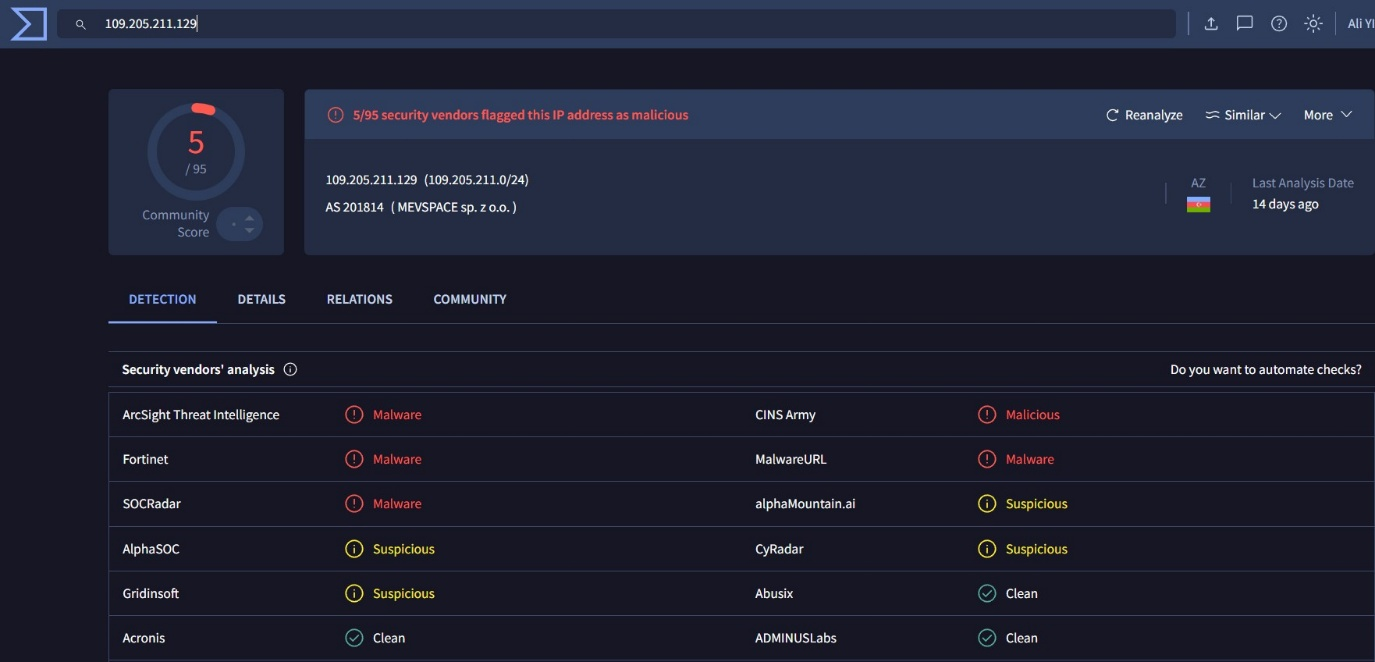 109.205.211.129
Ali YI
5
/ 95
Community
Score
5/95 security vendors flagged this IP address as malicious
Reanalyze
Similar
More
109.205.211.129 (109.205.211.0/24)
AS 201814 ( MEVSPACE sp. z o.o. )
AZ
Last Analysis Date
14 days ago
DETECTION
DETAILS
RELATIONS
COMMUNITY
Security vendors' analysis
Do you want to automate checks?
ArcSight Threat Intelligence Malware CINS Army Malicious
Fortinet Malware MalwareURL Malware
SOCRadar Malware alphaMountain.ai Suspicious
AlphaSOC Suspicious CyRadar Suspicious
Gridinsoft Suspicious Abusix Clean
Acronis Clean ADMINUSLabs Clean